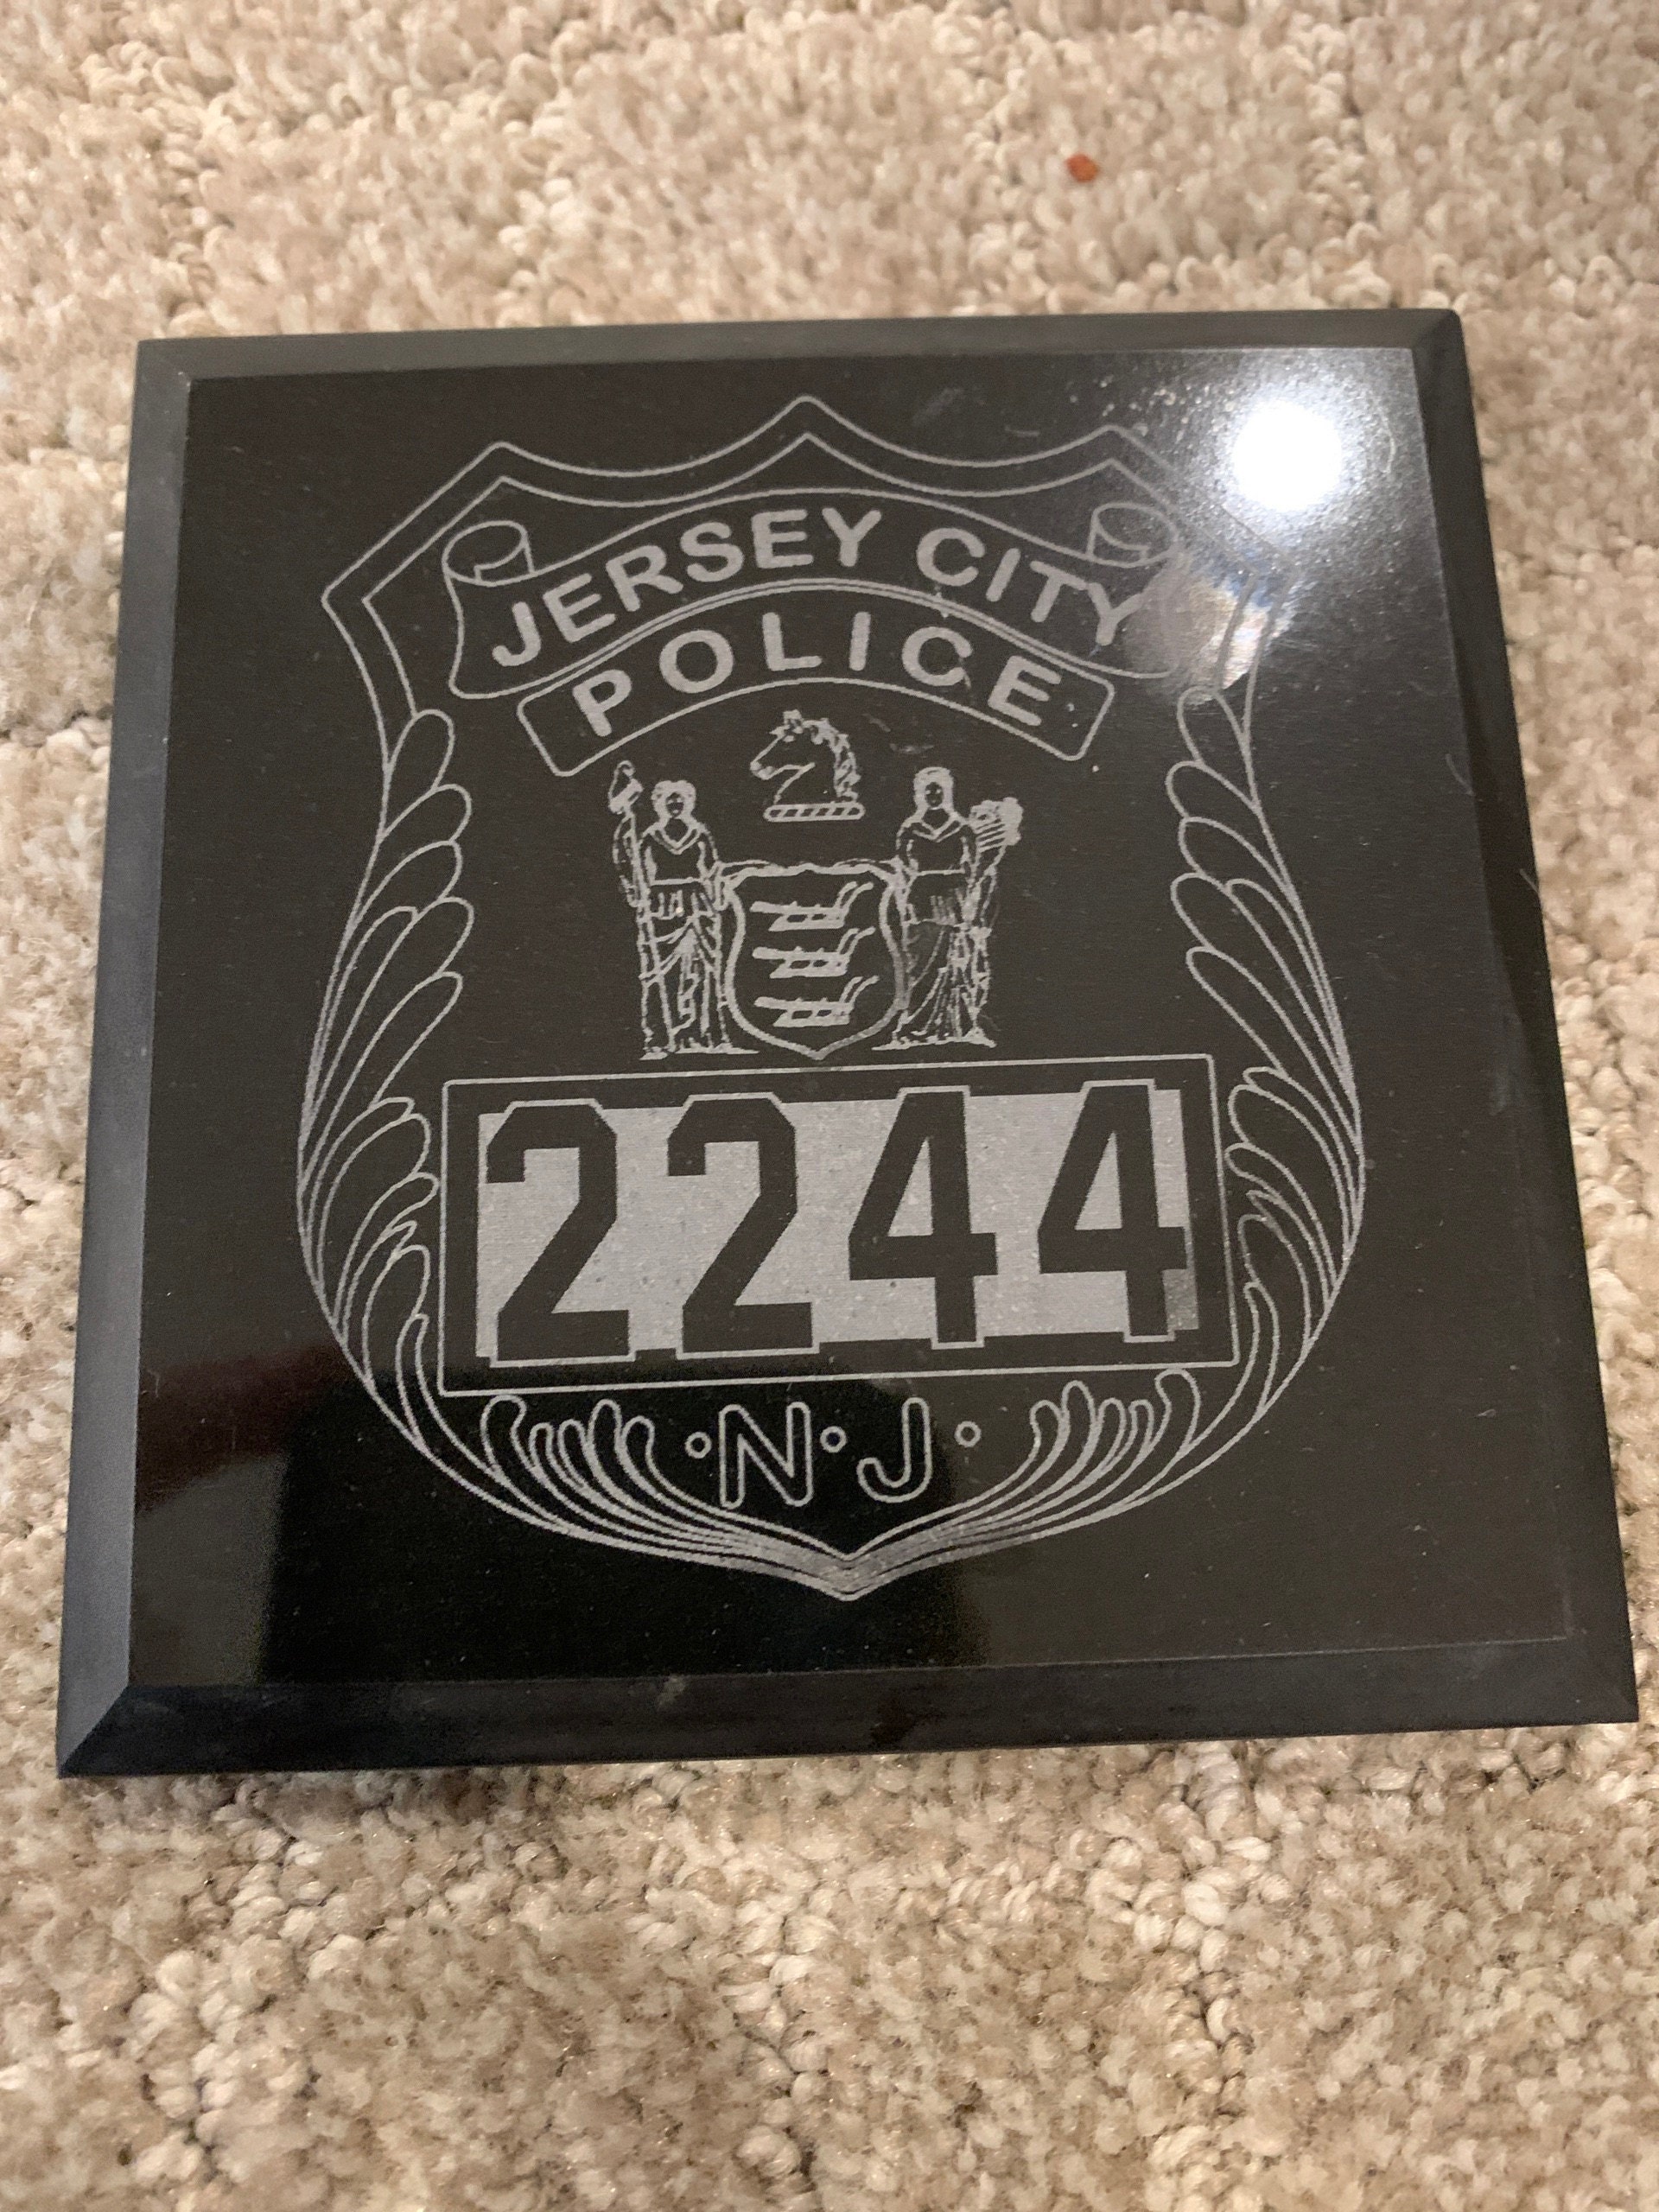 JERSEY CITY
POLICE
2244
·N·J·